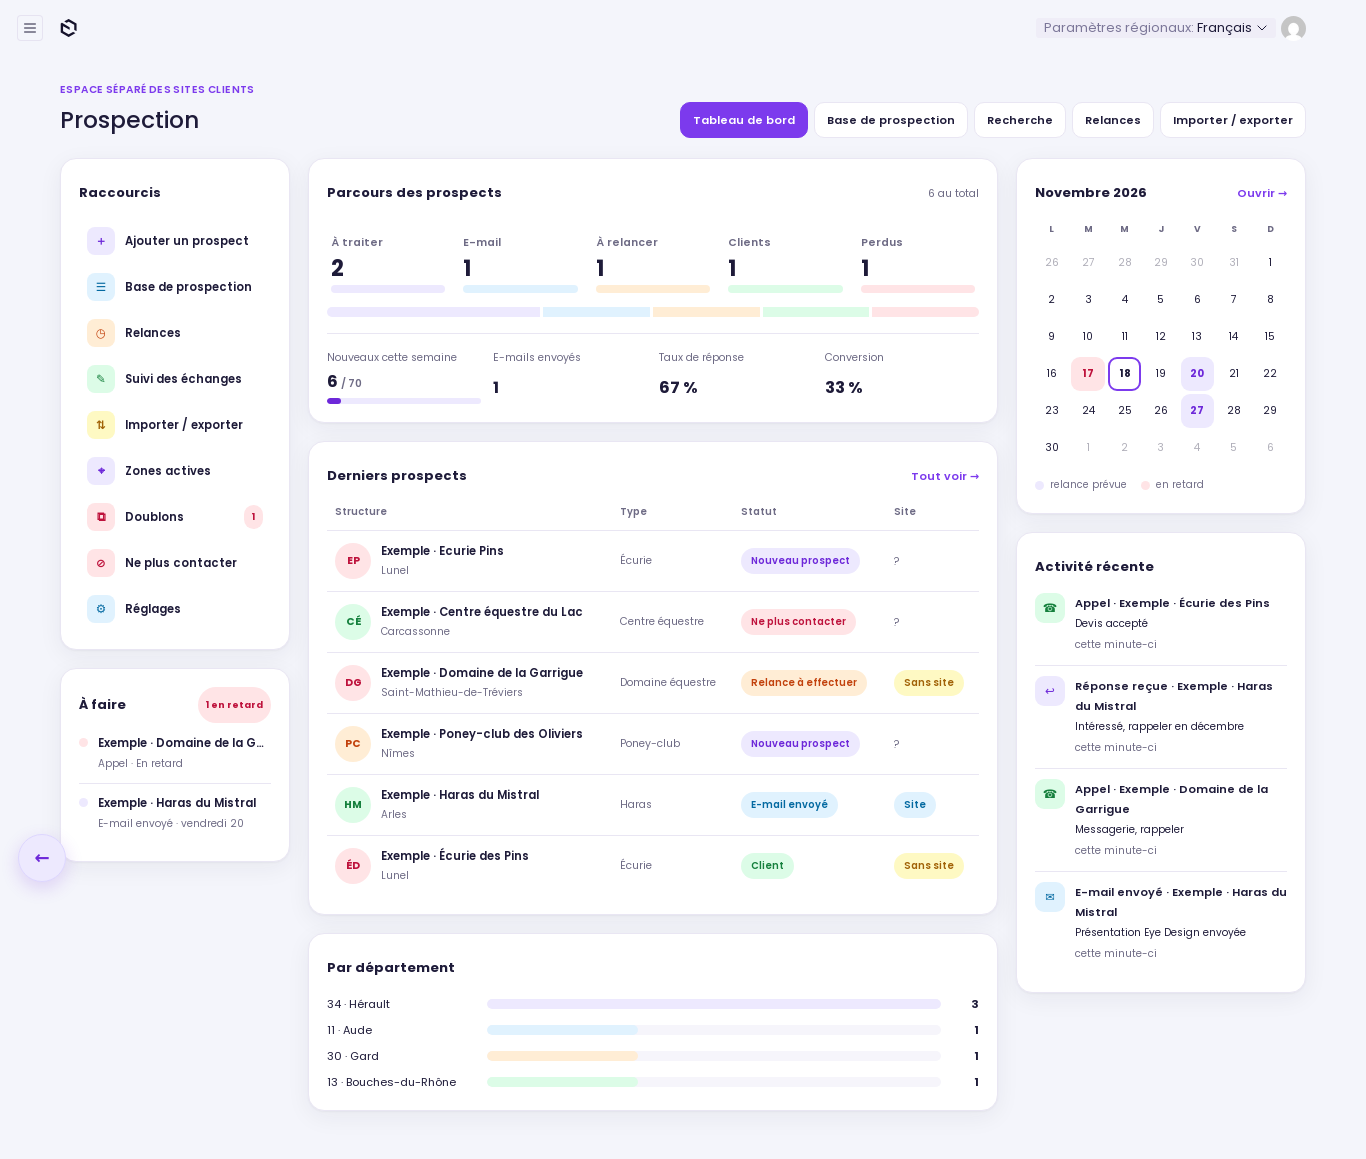 Paramètres régionaux: Français
ESPACE SÉPARÉ DES SITES CLIENTS
Prospection
Tableau de bord
Base de prospection
Recherche
Relances
Importer / exporter
Raccourcis
Ajouter un prospect
Base de prospection
Relances
Suivi des échanges
Importer / exporter
Zones actives
Doublons 1
Ne plus contacter
Réglages
À faire 1 en retard
Exemple · Domaine de la G…
Appel · En retard
Exemple · Haras du Mistral
E-mail envoyé · vendredi 20
Parcours des prospects 6 au total
À traiter E-mail À relancer Clients Perdus
2 1 1 1 1
Nouveaux cette semaine E-mails envoyés Taux de réponse Conversion
6 / 70 1 67 % 33 %
Derniers prospects Tout voir →
Structure Type Statut Site
EP Exemple · Ecurie Pins Écurie Nouveau prospect ?
Lunel
CÉ Exemple · Centre équestre du Lac Centre équestre Ne plus contacter ?
Carcassonne
DG Exemple · Domaine de la Garrigue Domaine équestre Relance à effectuer Sans site
Saint-Mathieu-de-Tréviers
PC Exemple · Poney-club des Oliviers Poney-club Nouveau prospect ?
Nîmes
HM Exemple · Haras du Mistral Haras E-mail envoyé Site
Arles
ÉD Exemple · Écurie des Pins Écurie Client Sans site
Lunel
Par département
34 · Hérault 3
11 · Aude 1
30 · Gard 1
13 · Bouches-du-Rhône 1
Novembre 2026 Ouvrir →
L M M J V S D
26 27 28 29 30 31 1
2 3 4 5 6 7 8
9 10 11 12 13 14 15
16 17 18 19 20 21 22
23 24 25 26 27 28 29
30 1 2 3 4 5 6
relance prévue en retard
Activité récente
Appel · Exemple · Écurie des Pins
Devis accepté
cette minute-ci
Réponse reçue · Exemple · Haras
du Mistral
Intéressé, rappeler en décembre
cette minute-ci
Appel · Exemple · Domaine de la
Garrigue
Messagerie, rappeler
cette minute-ci
E-mail envoyé · Exemple · Haras du
Mistral
Présentation Eye Design envoyée
cette minute-ci